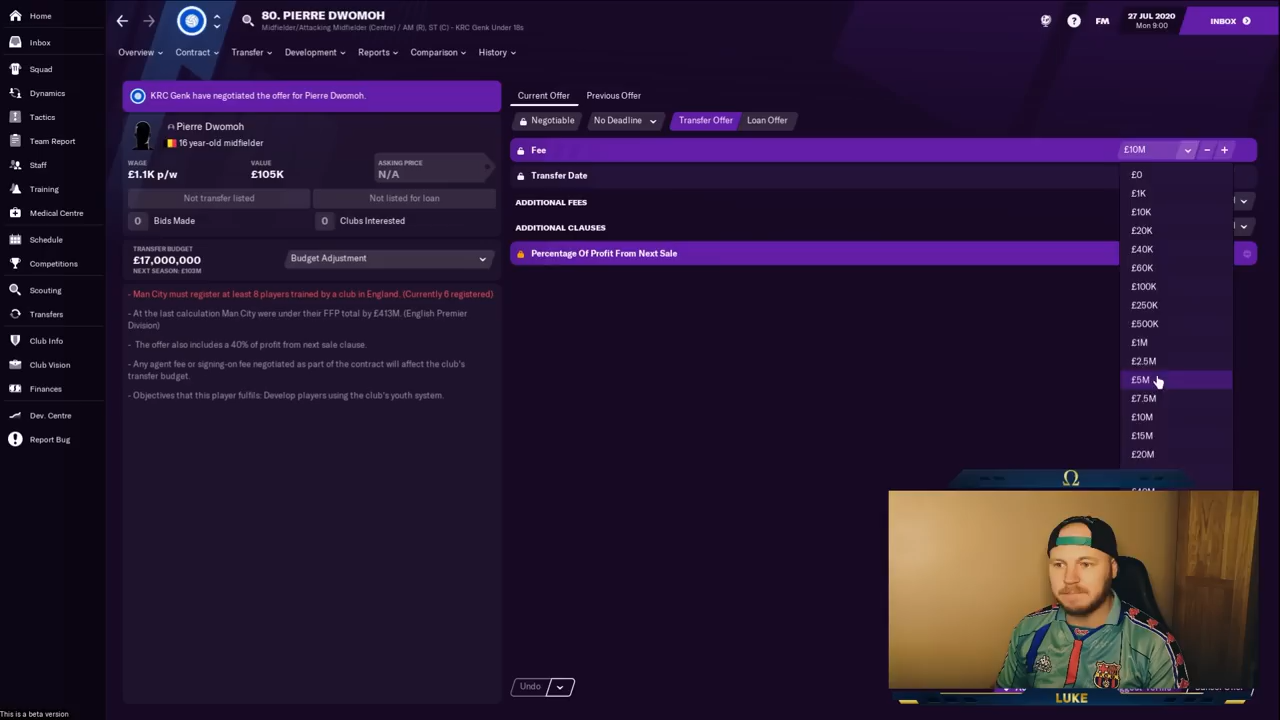 Home
Inbox
Squad
Dynamics
Tactics
Team Report
Staff
Training
Medical Centre
Schedule
Competitions
Scouting
Transfers
Club Info
Club Vision
Finances
Dev. Centre
Report Bug
This is a beta version
80. PIERRE DWOMOH
Midfielder/Attacking Midfielder (Centre) / AM (R), ST (C) - KRC Genk Under 18s
?
FM
27 JUL 2020
Mon 9:00
INBOX
Overview
Contract
Transfer
Development
Reports
Comparison
History
KRC Genk have negotiated the offer for Pierre Dwomoh.
Pierre Dwomoh
16 year-old midfielder
WAGE
£1.1K p/w
VALUE
£105K
ASKING PRICE
N/A
Not transfer listed
Not listed for loan
0 Bids Made
0 Clubs Interested
TRANSFER BUDGET
£17,000,000
NEXT SEASON: £103M
Budget Adjustment
- Man City must register at least 8 players trained by a club in England. (Currently 6 registered)
- At the last calculation Man City were under their FFP total by £413M. (English Premier
Division)
- The offer also includes a 40% of profit from next sale clause.
- Any agent fee or signing-on fee negotiated as part of the contract will affect the club's
transfer budget.
- Objectives that this player fulfils: Develop players using the club's youth system.
Current Offer
Previous Offer
Negotiable
No Deadline
Transfer Offer
Loan Offer
Fee
£10M
Transfer Date
ADDITIONAL FEES
ADDITIONAL CLAUSES
Percentage Of Profit From Next Sale
£0
£1K
£10K
£20K
£40K
£60K
£100K
£250K
£500K
£1M
£2.5M
£5M
£7.5M
£10M
£15M
£20M
Undo
Ω
LUKE